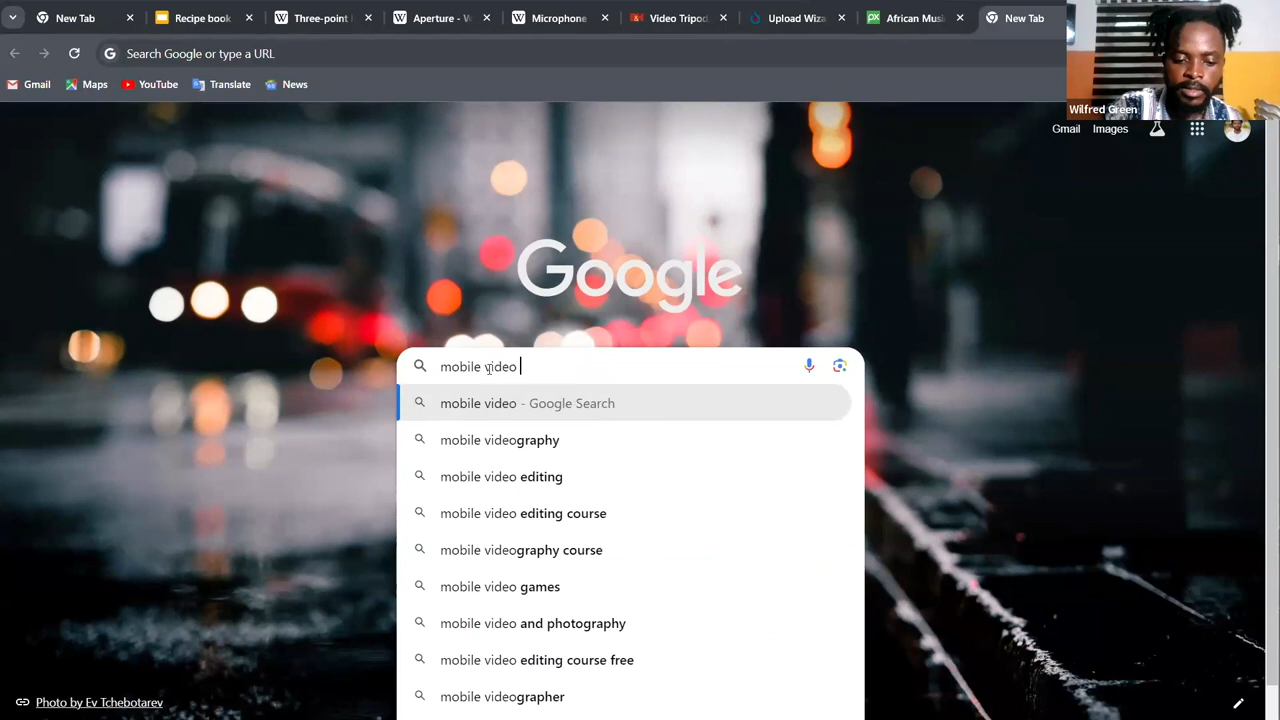 New Tab
Recipe book
Three-point l
Aperture - W
Microphone
Video Tripod
Upload Wiza
African Musi
New Tab
Search Google or type a URL
Gmail
Maps
YouTube
Translate
News
Wilfred Green
Gmail
Images
Google
mobile video
mobile video - Google Search
mobile videography
mobile video editing
mobile video editing course
mobile videography course
mobile video games
mobile video and photography
mobile video editing course free
mobile videographer
Photo by Ev Tchebotarev